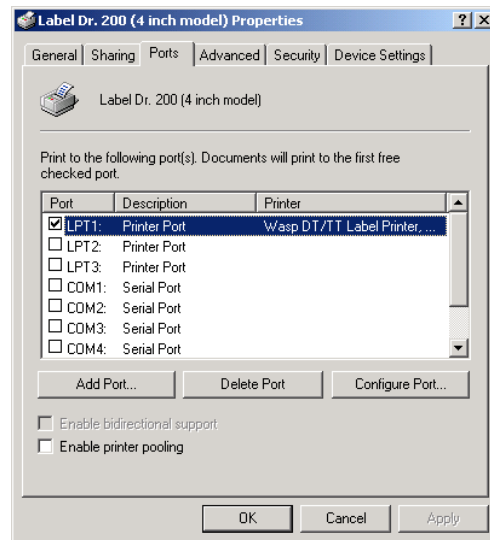 Label Dr. 200 (4 inch model) Properties
General Sharing Ports Advanced Security Device Settings
Label Dr. 200 (4 inch model)
Print to the following port(s). Documents will print to the first free
checked port.
Port Description Printer
LPT1: Printer Port Wasp DT/TT Label Printer, ...
LPT2: Printer Port
LPT3: Printer Port
COM1: Serial Port
COM2: Serial Port
COM3: Serial Port
COM4: Serial Port
Add Port... Delete Port Configure Port...
Enable bidirectional support
Enable printer pooling
OK Cancel Apply